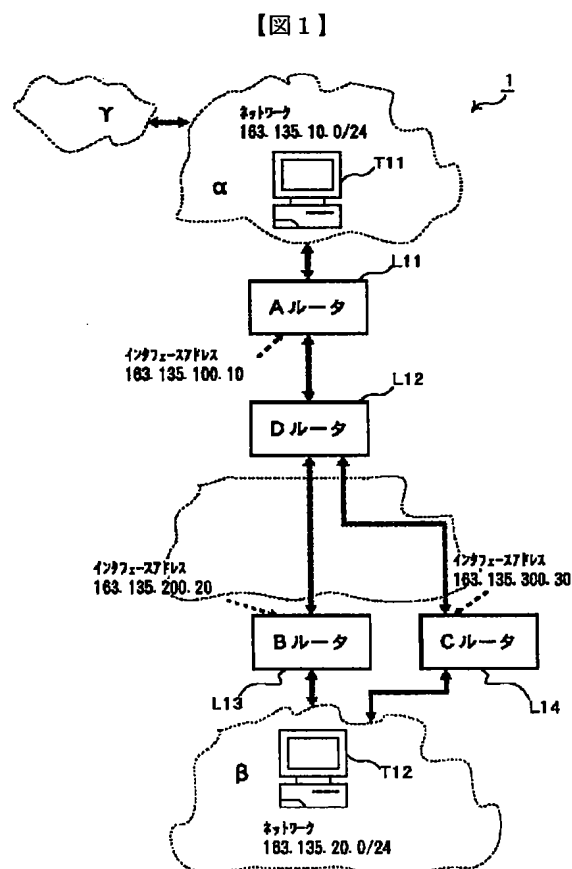 【図１】
1
γ
ネットワーク
163.135.10.0/24
T11
α
L11
Aルータ
インタフェースアドレス
163.135.100.10
L12
Dルータ
インタフェースアドレス
163.135.200.20
インタフェースアドレス
163.135.300.30
Bルータ
Cルータ
L13
L14
β
T12
ネットワーク
163.135.20.0/24